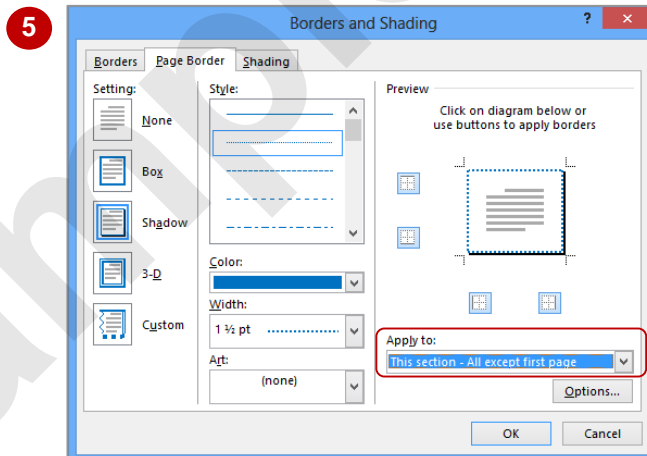 5
Borders and Shading
? ×
Borders Page Border Shading
Setting:
None
Box
Shadow
3-D
Custom
Style:
Color:
Width:
1 ½ pt
Art:
(none)
Preview
Click on diagram below or
use buttons to apply borders
Apply to:
This section - All except first page
Options...
OK Cancel